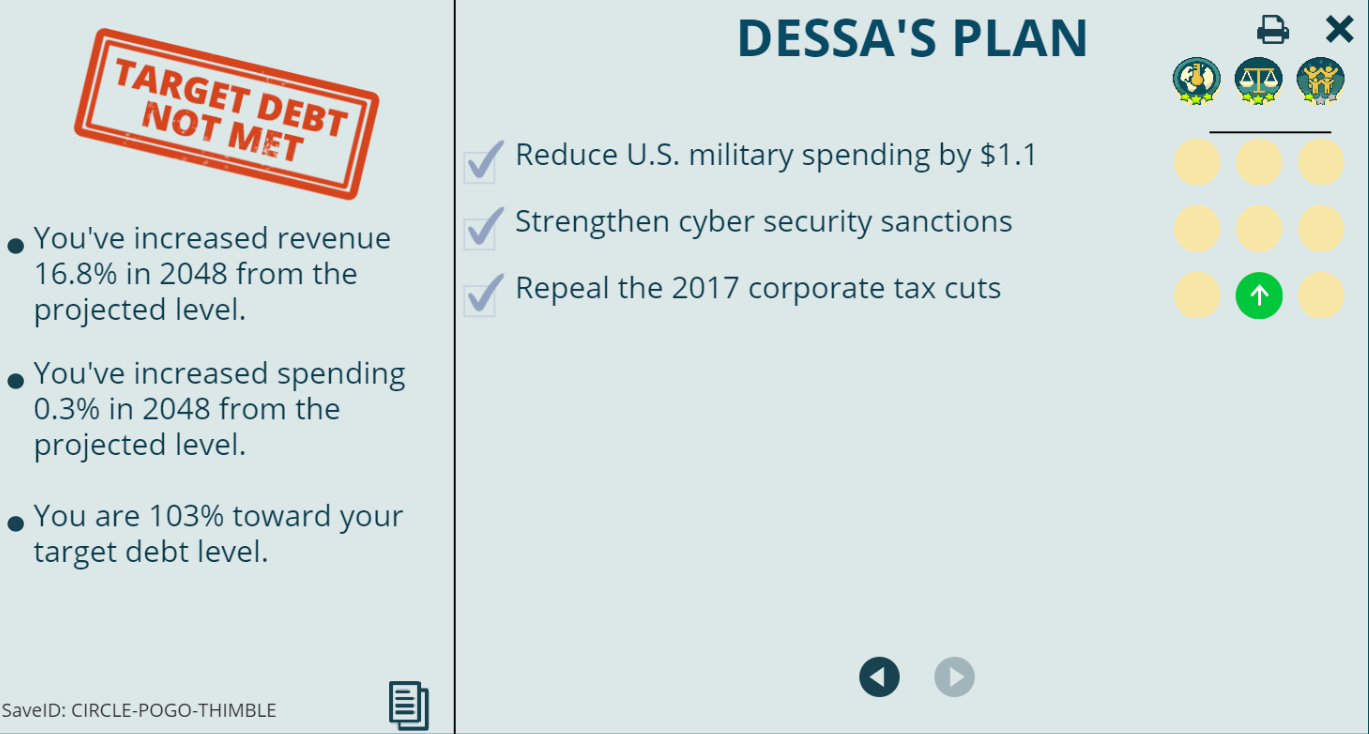 TARGET DEBT
NOT MET
You've increased revenue
16.8% in 2048 from the
projected level.
You've increased spending
0.3% in 2048 from the
projected level.
You are 103% toward your
target debt level.
SaveID: CIRCLE-POGO-THIMBLE
DESSA'S PLAN
Reduce U.S. military spending by $1.1
Strengthen cyber security sanctions
Repeal the 2017 corporate tax cuts